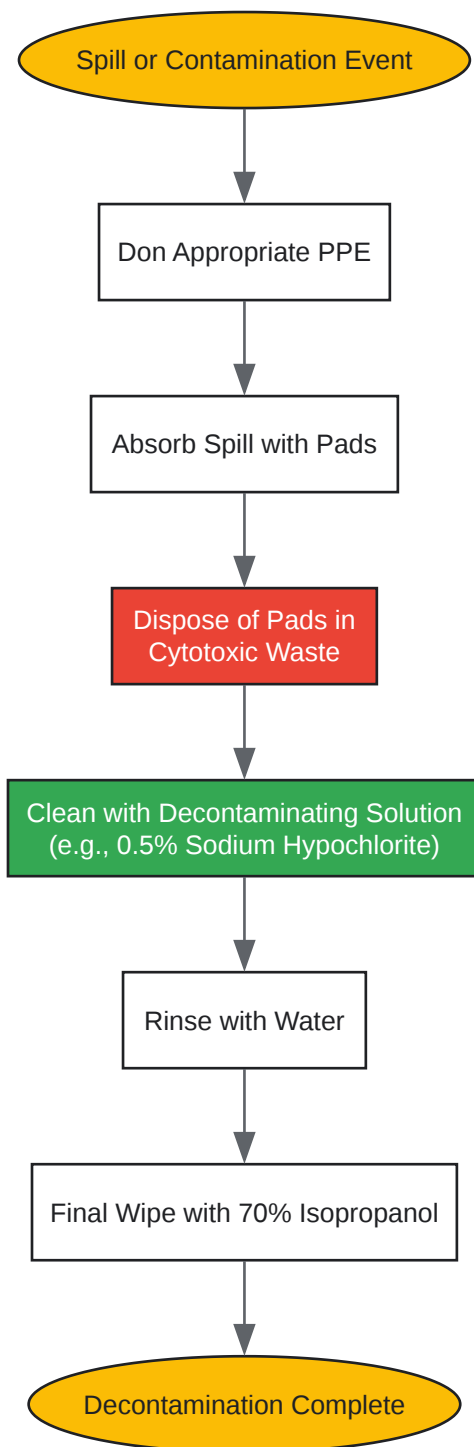 Spill or Contamination Event
Don Appropriate PPE
Absorb Spill with Pads
Dispose of Pads in
Cytotoxic Waste
Clean with Decontaminating Solution
(e.g., 0.5% Sodium Hypochlorite)
Rinse with Water
Final Wipe with 70% Isopropanol
Decontamination Complete